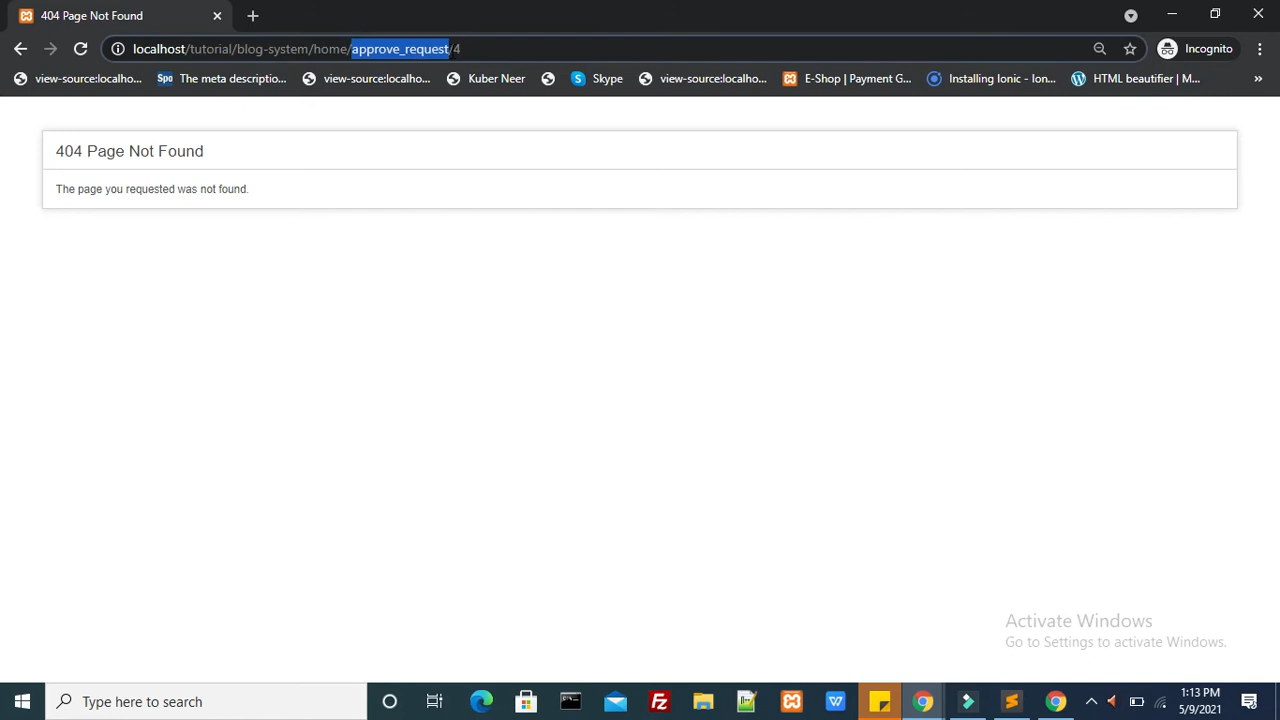 404 Page Not Found
localhost/tutorial/blog-system/home/approve_request/4
Incognito
view-source:localho...
Spo The meta descriptio...
view-source:localho...
Kuber Neer
Skype
view-source:localho...
E-Shop | Payment G...
Installing Ionic - Ion...
HTML beautifier | M...
404 Page Not Found
The page you requested was not found.
Activate Windows
Go to Settings to activate Windows.
Type here to search
1:13 PM
5/9/2021